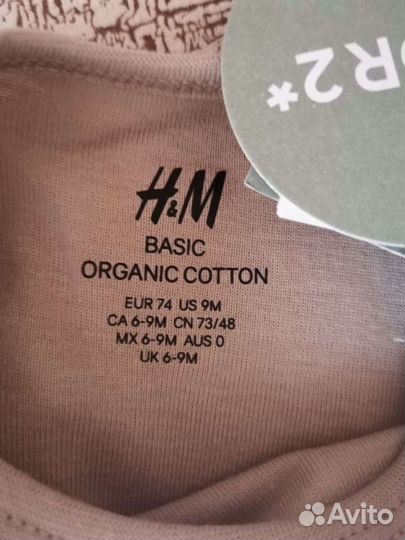 OR2*
H&M
BASIC
ORGANIC COTTON
EUR 74 US 9M
CA 6-9M CN 73/48
MX 6-9M AUS 0
UK 6-9M
Avito